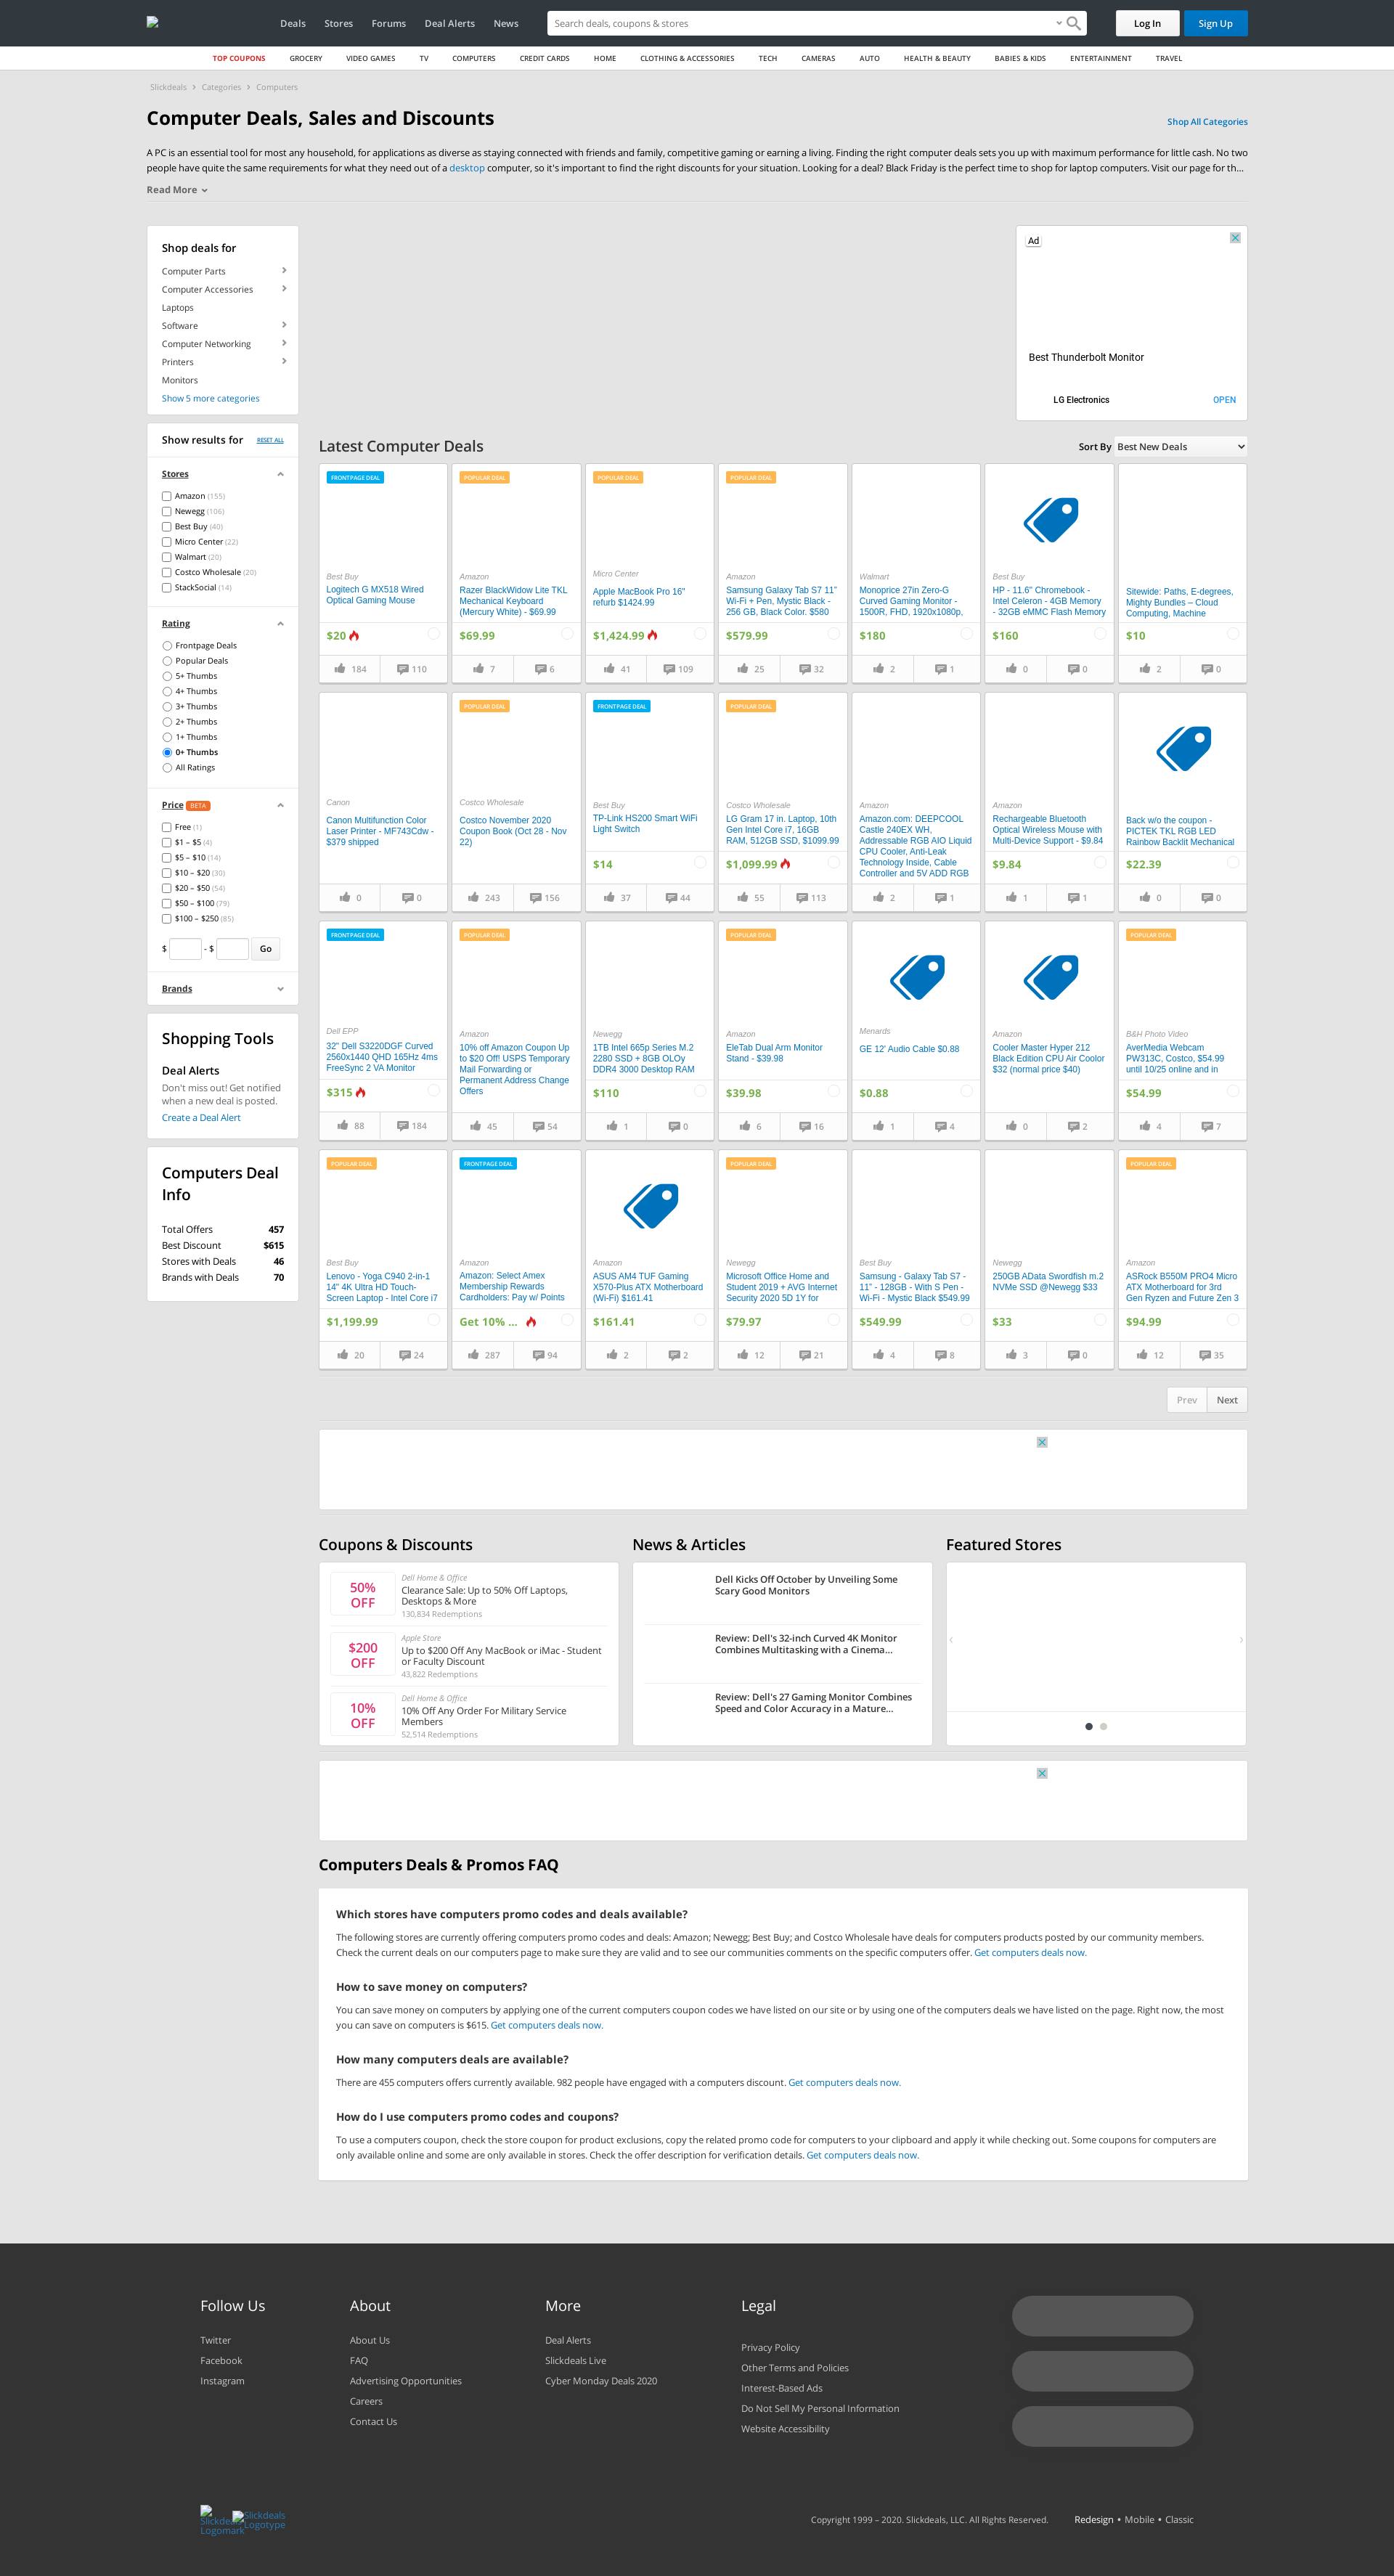 Deals Stores Forums Deal Alerts News Search deals, coupons & stores Log In Sign Up
TOP COUPONS GROCERY VIDEO GAMES TV COMPUTERS CREDIT CARDS HOME CLOTHING & ACCESSORIES TECH CAMERAS AUTO HEALTH & BEAUTY BABIES & KIDS ENTERTAINMENT TRAVEL
Slickdeals › Categories › Computers
Computer Deals, Sales and Discounts
Shop All Categories
A PC is an essential tool for most any household, for applications as diverse as staying connected with friends and family, competitive gaming or earning a living. Finding the right computer deals sets you up with maximum performance for little cash. No two
people have quite the same requirements for what they need out of a desktop computer, so it's important to find the right discounts for your situation. Looking for a deal? Black Friday is the perfect time to shop for laptop computers. Visit our page for th...
Read More
Shop deals for
Computer Parts
Computer Accessories
Laptops
Software
Computer Networking
Printers
Monitors
Show 5 more categories
Ad
Best Thunderbolt Monitor
LG Electronics OPEN
Show results for RESET ALL
Stores
Amazon (155)
Newegg (106)
Best Buy (40)
Micro Center (22)
Walmart (20)
Costco Wholesale (20)
StackSocial (14)
Rating
Frontpage Deals
Popular Deals
5+ Thumbs
4+ Thumbs
3+ Thumbs
2+ Thumbs
1+ Thumbs
0+ Thumbs
All Ratings
Price BETA
Free (1)
$1 – $5 (4)
$5 – $10 (14)
$10 – $20 (30)
$20 – $50 (54)
$50 – $100 (79)
$100 – $250 (85)
$ - $ Go
Brands
Shopping Tools
Deal Alerts
Don't miss out! Get notified
when a new deal is posted.
Create a Deal Alert
Computers Deal
Info
Total Offers 457
Best Discount $615
Stores with Deals 46
Brands with Deals 70
Latest Computer Deals
Sort By Best New Deals
FRONTPAGE DEAL
Best Buy
Logitech G MX518 Wired
Optical Gaming Mouse
$20
184 110
POPULAR DEAL
Amazon
Razer BlackWidow Lite TKL
Mechanical Keyboard
(Mercury White) - $69.99
$69.99
7 6
POPULAR DEAL
Micro Center
Apple MacBook Pro 16"
refurb $1424.99
$1,424.99
41 109
POPULAR DEAL
Amazon
Samsung Galaxy Tab S7 11"
Wi-Fi + Pen, Mystic Black -
256 GB, Black Color. $580
$579.99
25 32
Walmart
Monoprice 27in Zero-G
Curved Gaming Monitor -
1500R, FHD, 1920x1080p,
$180
2 1
Best Buy
HP - 11.6" Chromebook -
Intel Celeron - 4GB Memory
- 32GB eMMC Flash Memory
$160
0 0
Sitewide: Paths, E-degrees,
Mighty Bundles – Cloud
Computing, Machine
$10
2 0
Canon
Canon Multifunction Color
Laser Printer - MF743Cdw -
$379 shipped
0 0
POPULAR DEAL
Costco Wholesale
Costco November 2020
Coupon Book (Oct 28 - Nov
22)
243 156
FRONTPAGE DEAL
Best Buy
TP-Link HS200 Smart WiFi
Light Switch
$14
37 44
POPULAR DEAL
Costco Wholesale
LG Gram 17 in. Laptop, 10th
Gen Intel Core i7, 16GB
RAM, 512GB SSD, $1099.99
$1,099.99
55 113
Amazon
Amazon.com: DEEPCOOL
Castle 240EX WH,
Addressable RGB AIO Liquid
CPU Cooler, Anti-Leak
Technology Inside, Cable
Controller and 5V ADD RGB
2 1
Amazon
Rechargeable Bluetooth
Optical Wireless Mouse with
Multi-Device Support - $9.84
$9.84
1 1
Back w/o the coupon -
PICTEK TKL RGB LED
Rainbow Backlit Mechanical
$22.39
0 0
FRONTPAGE DEAL
Dell EPP
32" Dell S3220DGF Curved
2560x1440 QHD 165Hz 4ms
FreeSync 2 VA Monitor
$315
88 184
POPULAR DEAL
Amazon
10% off Amazon Coupon Up
to $20 Off! USPS Temporary
Mail Forwarding or
Permanent Address Change
Offers
45 54
Newegg
1TB Intel 665p Series M.2
2280 SSD + 8GB OLOy
DDR4 3000 Desktop RAM
$110
1 0
POPULAR DEAL
Amazon
EleTab Dual Arm Monitor
Stand - $39.98
$39.98
6 16
Menards
GE 12' Audio Cable $0.88
$0.88
1 4
Amazon
Cooler Master Hyper 212
Black Edition CPU Air Coolor
$32 (normal price $40)
0 2
POPULAR DEAL
B&H Photo Video
AverMedia Webcam
PW313C, Costco, $54.99
until 10/25 online and in
$54.99
4 7
POPULAR DEAL
Best Buy
Lenovo - Yoga C940 2-in-1
14" 4K Ultra HD Touch-
Screen Laptop - Intel Core i7
$1,199.99
20 24
FRONTPAGE DEAL
Amazon
Amazon: Select Amex
Membership Rewards
Cardholders: Pay w/ Points
Get 10% ...
287 94
Amazon
ASUS AM4 TUF Gaming
X570-Plus ATX Motherboard
(Wi-Fi) $161.41
$161.41
2 2
POPULAR DEAL
Newegg
Microsoft Office Home and
Student 2019 + AVG Internet
Security 2020 5D 1Y for
$79.97
12 21
Best Buy
Samsung - Galaxy Tab S7 -
11" - 128GB - With S Pen -
Wi-Fi - Mystic Black $549.99
$549.99
4 8
Newegg
250GB AData Swordfish m.2
NVMe SSD @Newegg $33
$33
3 0
POPULAR DEAL
Amazon
ASRock B550M PRO4 Micro
ATX Motherboard for 3rd
Gen Ryzen and Future Zen 3
$94.99
12 35
Prev Next
Coupons & Discounts
50%
OFF
Dell Home & Office
Clearance Sale: Up to 50% Off Laptops,
Desktops & More
130,834 Redemptions
$200
OFF
Apple Store
Up to $200 Off Any MacBook or iMac - Student
or Faculty Discount
43,822 Redemptions
10%
OFF
Dell Home & Office
10% Off Any Order For Military Service
Members
52,514 Redemptions
News & Articles
Dell Kicks Off October by Unveiling Some
Scary Good Monitors
Review: Dell's 32-inch Curved 4K Monitor
Combines Multitasking with a Cinema...
Review: Dell's 27 Gaming Monitor Combines
Speed and Color Accuracy in a Mature...
Featured Stores
Computers Deals & Promos FAQ
Which stores have computers promo codes and deals available?
The following stores are currently offering computers promo codes and deals: Amazon; Newegg; Best Buy; and Costco Wholesale have deals for computers products posted by our community members.
Check the current deals on our computers page to make sure they are valid and to see our communities comments on the specific computers offer. Get computers deals now.
How to save money on computers?
You can save money on computers by applying one of the current computers coupon codes we have listed on our site or by using one of the computers deals we have listed on the page. Right now, the most
you can save on computers is $615. Get computers deals now.
How many computers deals are available?
There are 455 computers offers currently available. 982 people have engaged with a computers discount. Get computers deals now.
How do I use computers promo codes and coupons?
To use a computers coupon, check the store coupon for product exclusions, copy the related promo code for computers to your clipboard and apply it while checking out. Some coupons for computers are
only available online and some are only available in stores. Check the offer description for verification details. Get computers deals now.
Follow Us
Twitter
Facebook
Instagram
About
About Us
FAQ
Advertising Opportunities
Careers
Contact Us
More
Deal Alerts
Slickdeals Live
Cyber Monday Deals 2020
Legal
Privacy Policy
Other Terms and Policies
Interest-Based Ads
Do Not Sell My Personal Information
Website Accessibility
Slickdeals
Logomark
Slickdeals
Logotype
Copyright 1999 – 2020. Slickdeals, LLC. All Rights Reserved. Redesign • Mobile • Classic